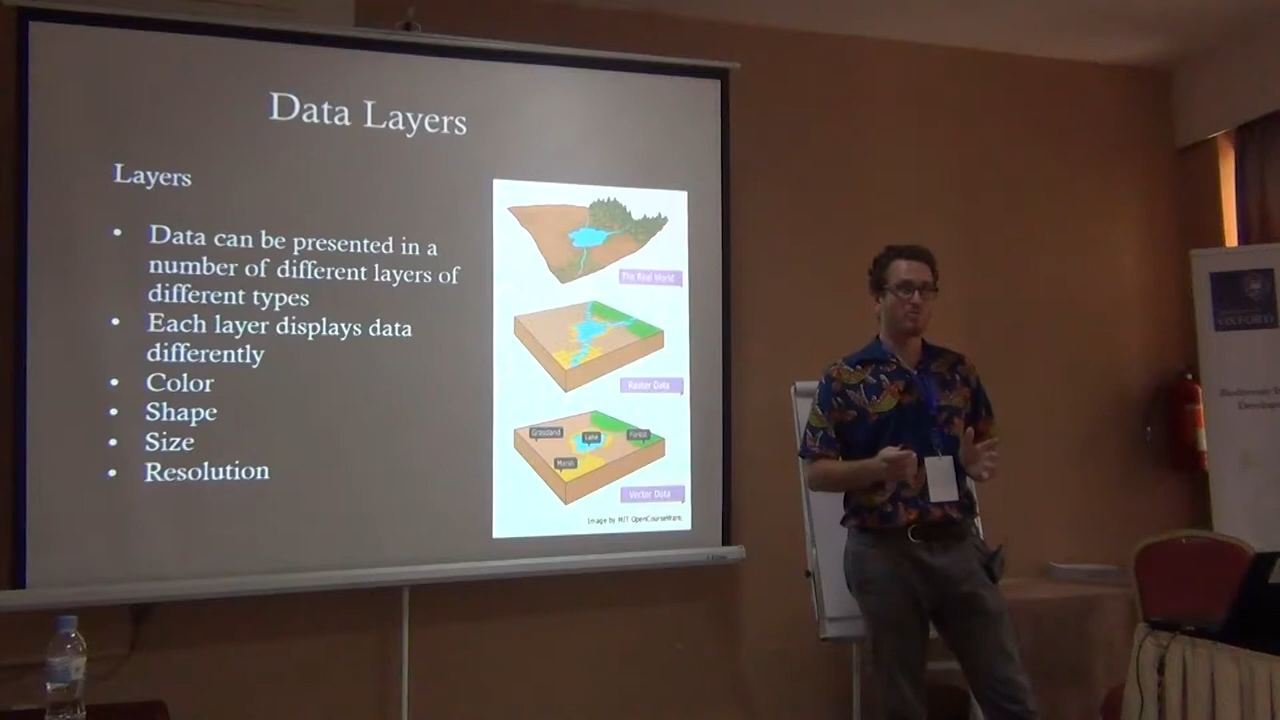 Data Layers
Layers
• Data can be presented in a
number of different layers of
different types
• Each layer displays data
differently
• Color
• Shape
• Size
• Resolution
The Real World
Raster Data
Grassland
Lake
Forest
Marsh
Vector Data
Image by MIT OpenCourseWare.
OXFORD